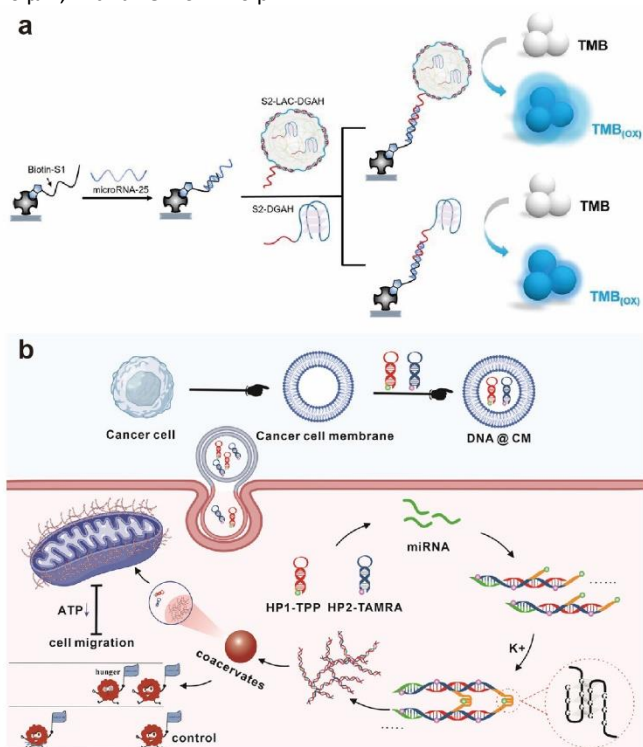 a
S2-LAC-DGAH
TMB
TMB(OX)
Biotin-S1
microRNA-25
S2-DGAH
TMB
TMB(OX)
b
Cancer cell
Cancer cell membrane
DNA @ CM
miRNA
HP1-TPP
HP2-TAMRA
ATP↓
cell migration
K+
coacervates
hunger
control